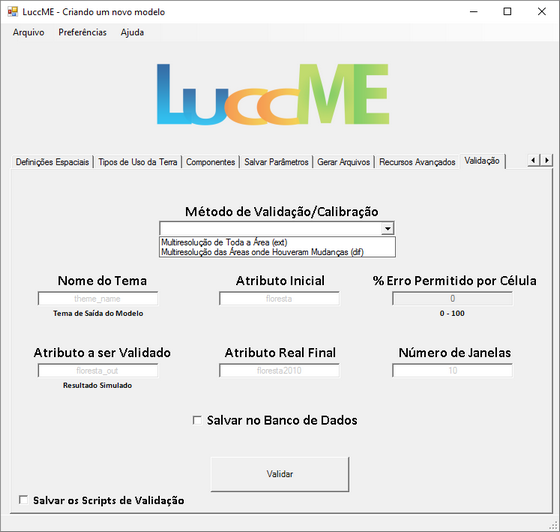 LuccME - Criando um novo modelo
Arquivo Preferências Ajuda
LuccME
Definições Espaciais Tipos de Uso da Terra Componentes Salvar Parâmetros Gerar Arquivos Recursos Avançados Validação
Método de Validação/Calibração
Multiresolução de Toda a Área (ext)
Multiresolução das Áreas onde Houveram Mudanças (dif)
Nome do Tema Atributo Inicial % Erro Permitido por Célula
theme_name floresta 0
Tema de Saída do Modelo 0 - 100
Atributo a ser Validado Atributo Real Final Número de Janelas
floresta_out floresta2010 10
Resultado Simulado
Salvar no Banco de Dados
Validar
Salvar os Scripts de Validação